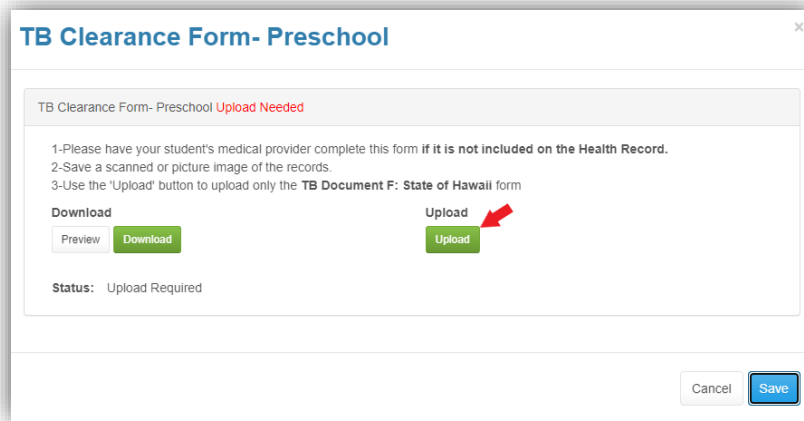 TB Clearance Form- Preschool
×
TB Clearance Form- Preschool Upload Needed
1-Please have your student's medical provider complete this form if it is not included on the Health Record.
2-Save a scanned or picture image of the records.
3-Use the 'Upload' button to upload only the TB Document F: State of Hawaii form
Download Upload
Preview Download Upload
Status: Upload Required
Cancel Save